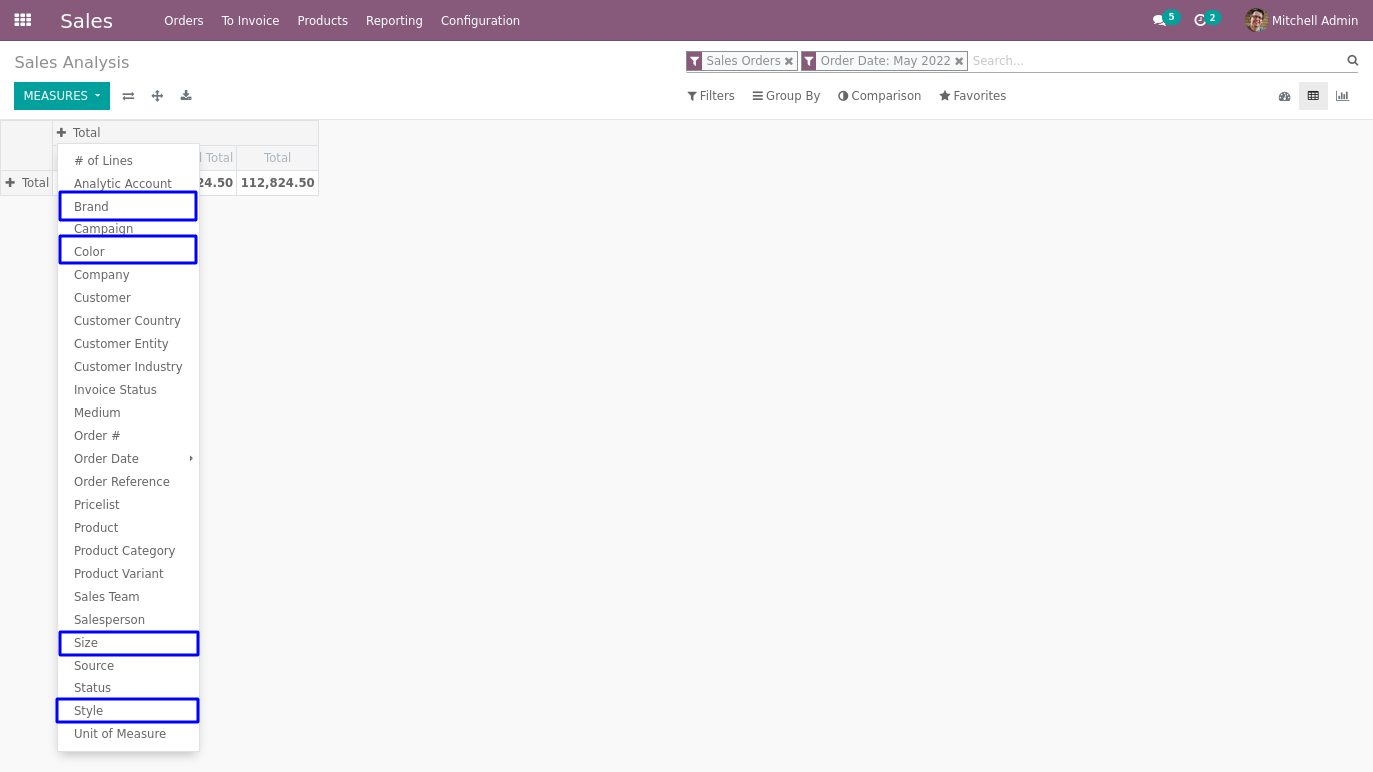 Sales Orders To Invoice Products Reporting Configuration 5 2 Mitchell Admin
Sales Analysis
Sales Orders Order Date: May 2022 Search...
MEASURES Filters Group By Comparison Favorites
Total
Total Total
Total 24.50 112,824.50
# of Lines
Analytic Account
Brand
Campaign
Color
Company
Customer
Customer Country
Customer Entity
Customer Industry
Invoice Status
Medium
Order #
Order Date
Order Reference
Pricelist
Product
Product Category
Product Variant
Sales Team
Salesperson
Size
Source
Status
Style
Unit of Measure